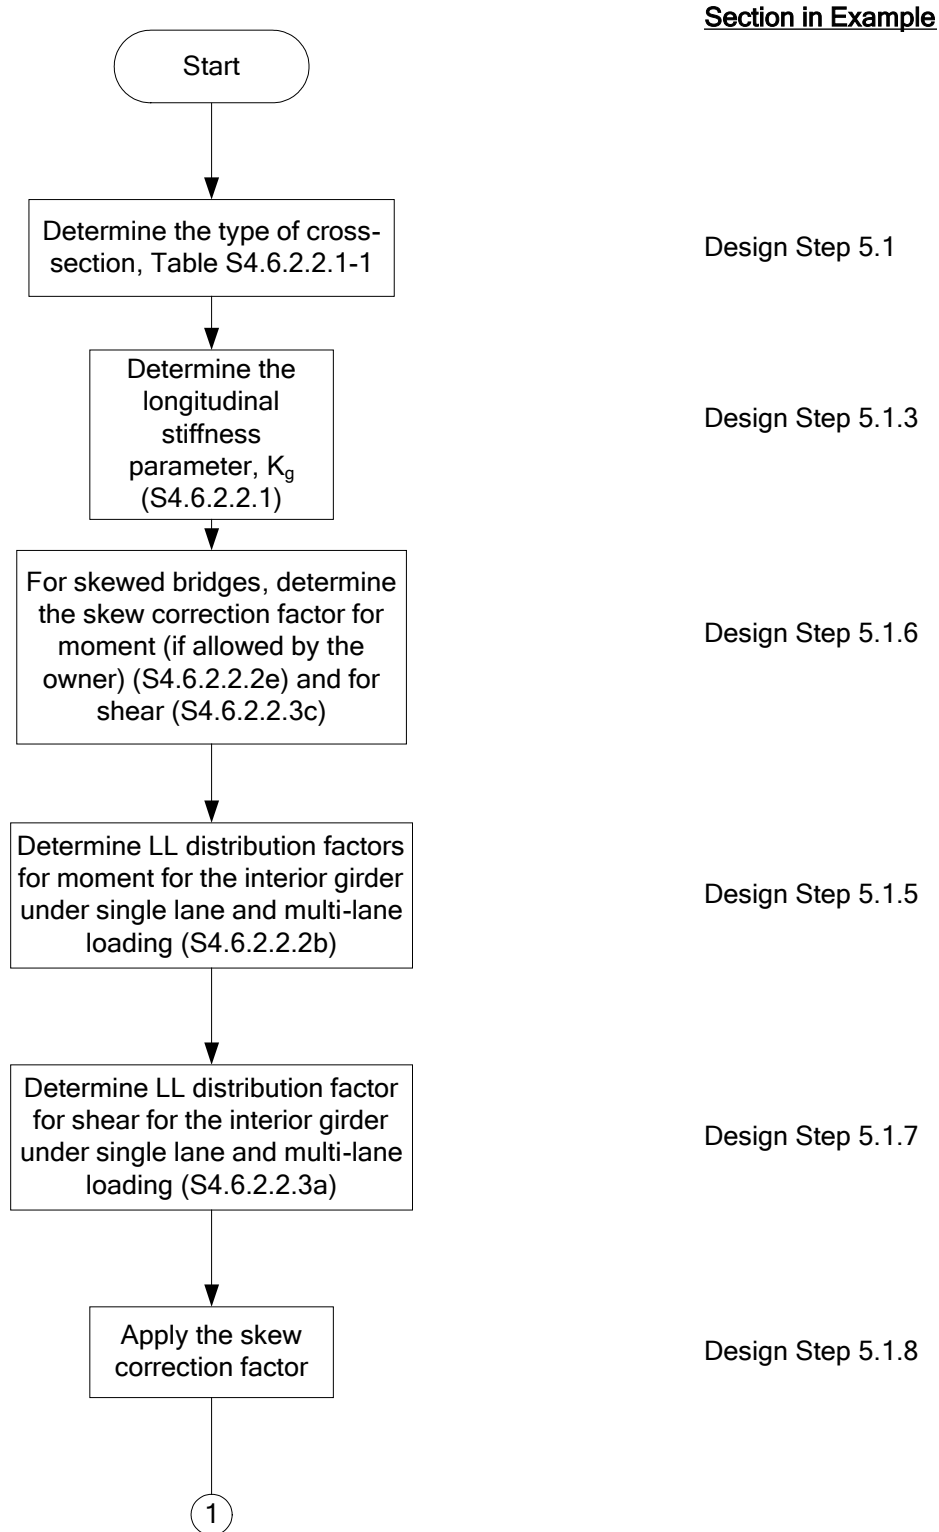 Section in Example
Start
Determine the type of cross-
section, Table S4.6.2.2.1-1
Design Step 5.1
Determine the
longitudinal
stiffness
parameter, Kg
(S4.6.2.2.1)
Design Step 5.1.3
For skewed bridges, determine
the skew correction factor for
moment (if allowed by the
owner) (S4.6.2.2.2e) and for
shear (S4.6.2.2.3c)
Design Step 5.1.6
Determine LL distribution factors
for moment for the interior girder
under single lane and multi-lane
loading (S4.6.2.2.2b)
Design Step 5.1.5
Determine LL distribution factor
for shear for the interior girder
under single lane and multi-lane
loading (S4.6.2.2.3a)
Design Step 5.1.7
Apply the skew
correction factor
Design Step 5.1.8
1